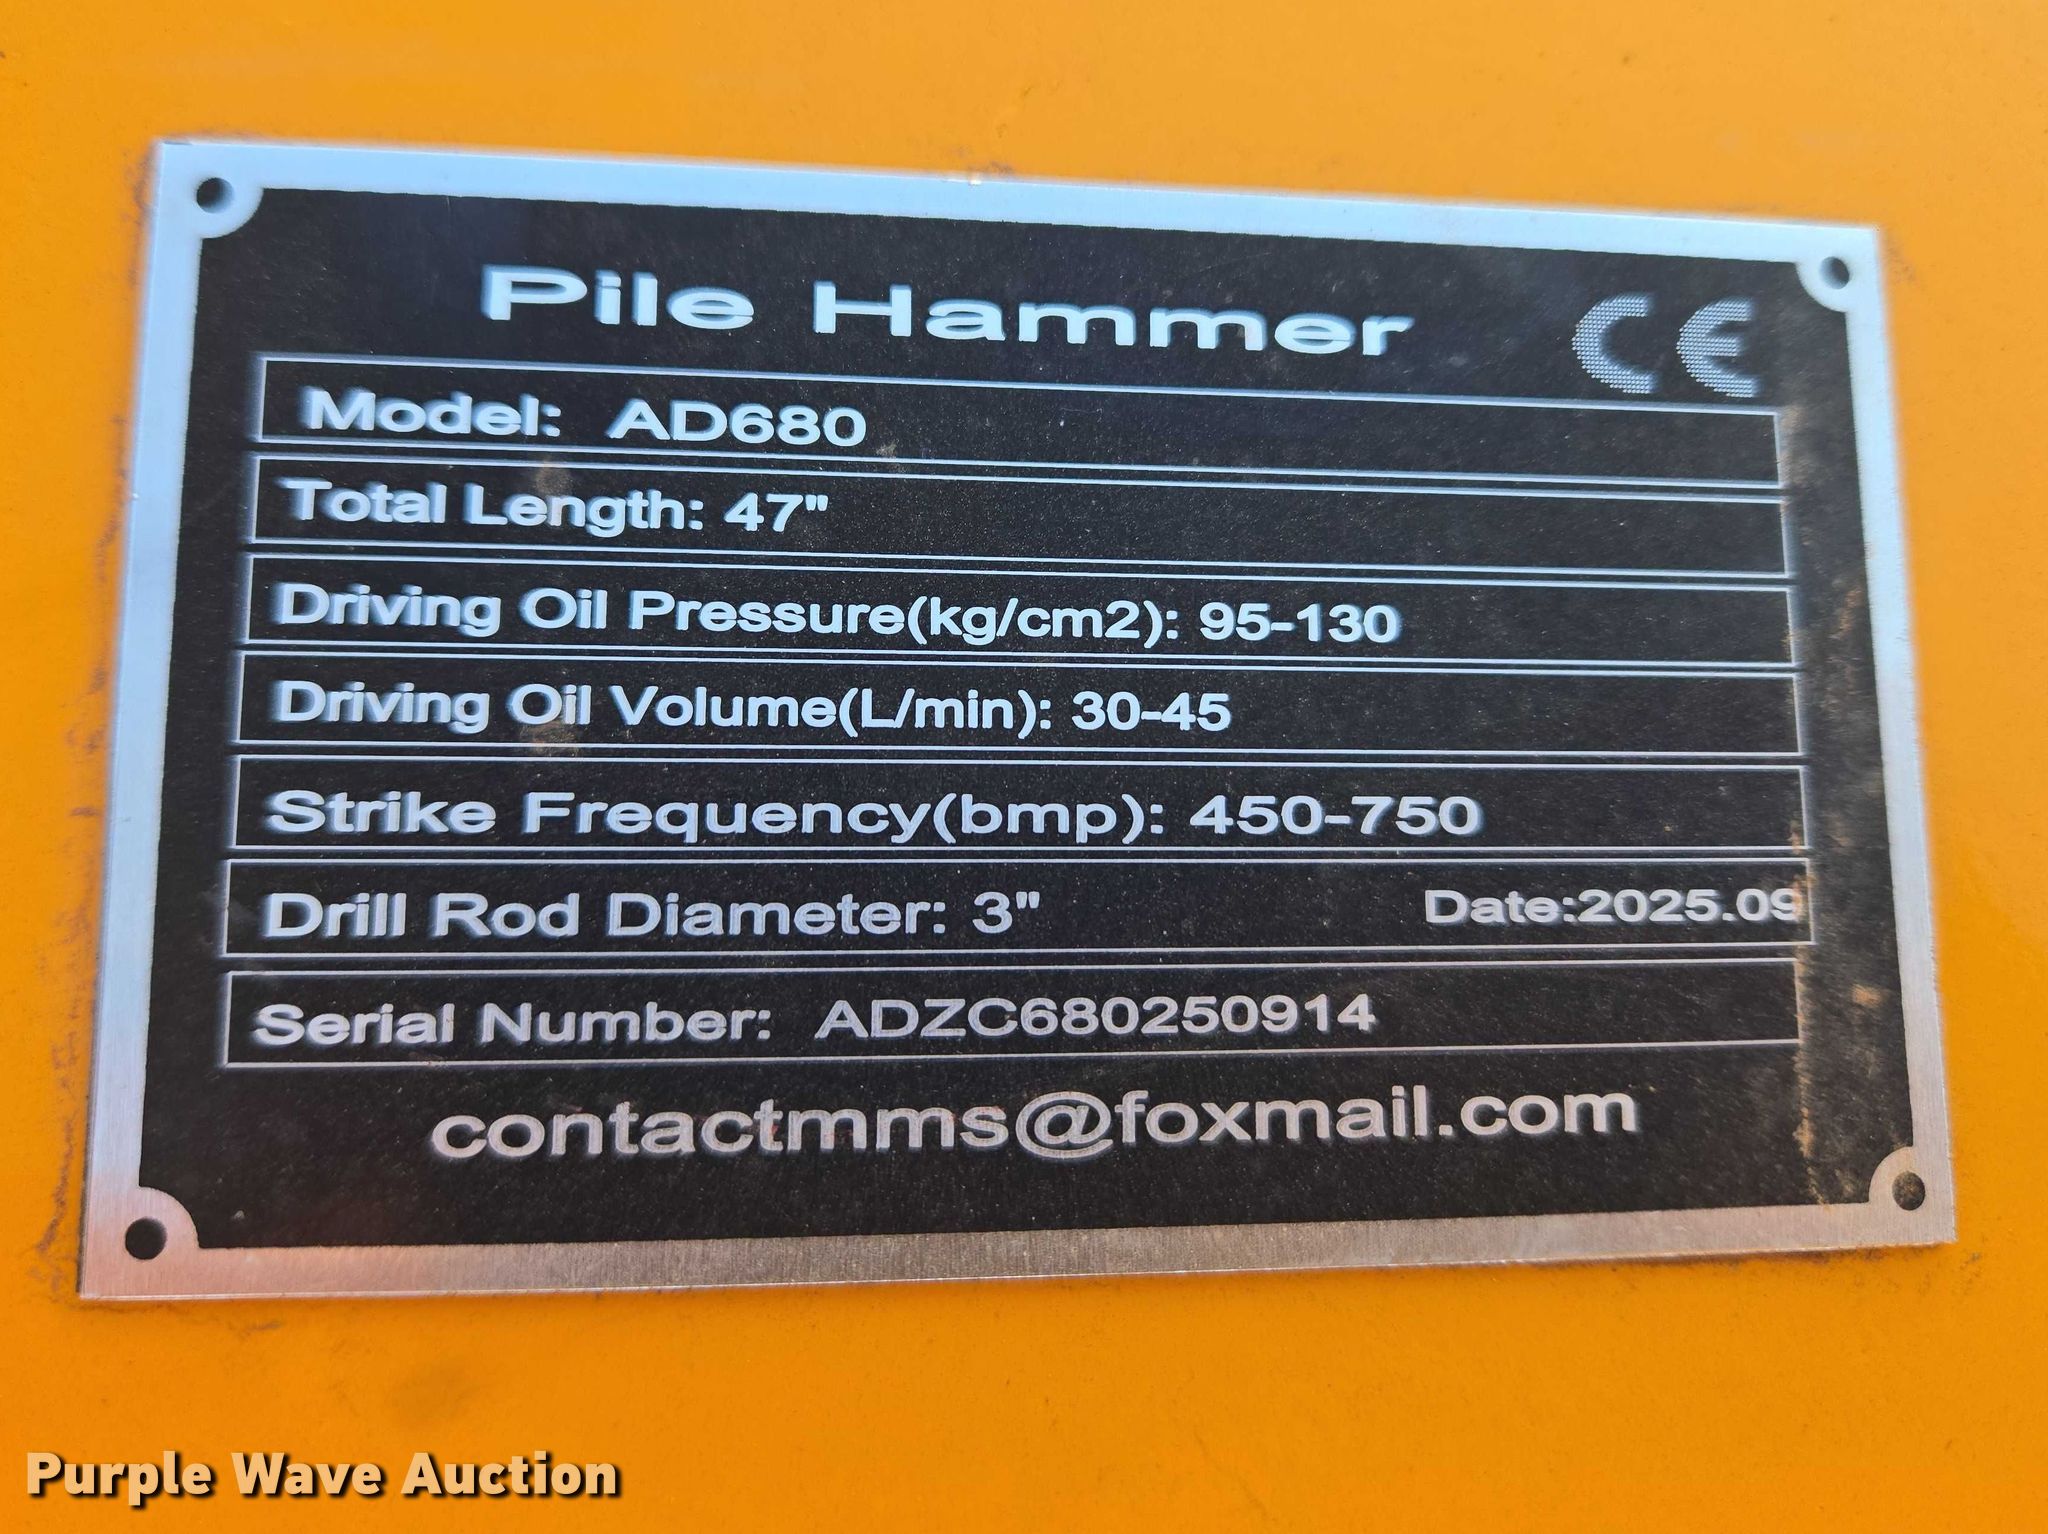 Pile Hammer
CE
Model: AD680
Total Length: 47"
Driving Oil Pressure(kg/cm2): 95-130
Driving Oil Volume(L/min): 30-45
Strike Frequency(bmp): 450-750
Drill Rod Diameter: 3" Date:2025.09
Serial Number: ADZC680250914
contactmms@foxmail.com
Purple Wave Auction